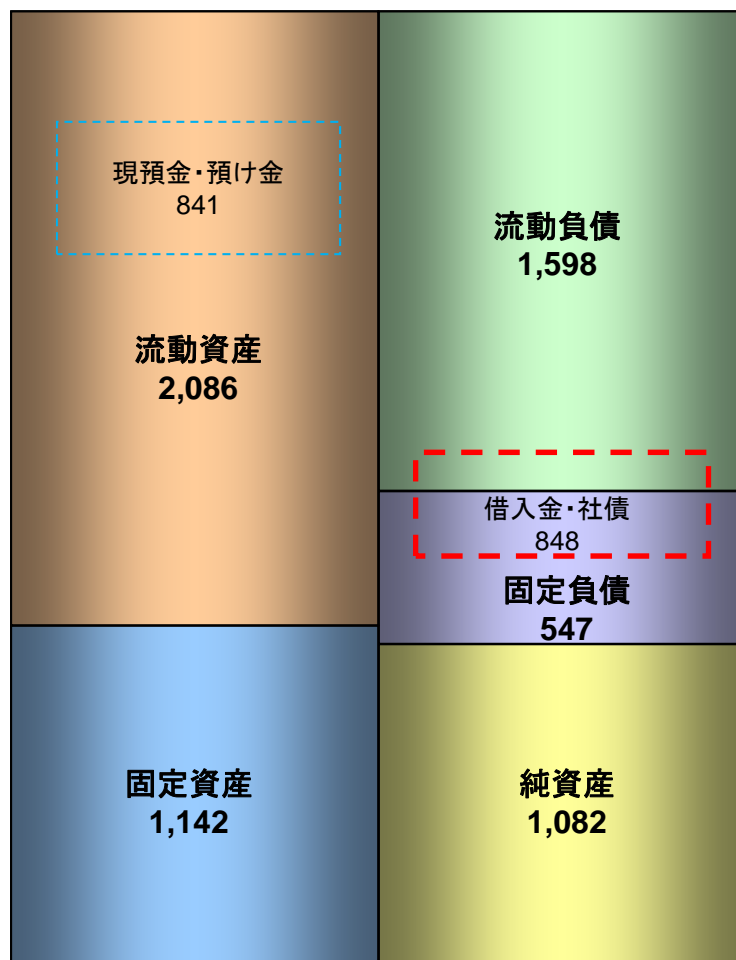 現預金・預け金
841
流動資産
2,086
固定資産
1,142
流動負債
1,598
借入金・社債
848
固定負債
547
純資産
1,082